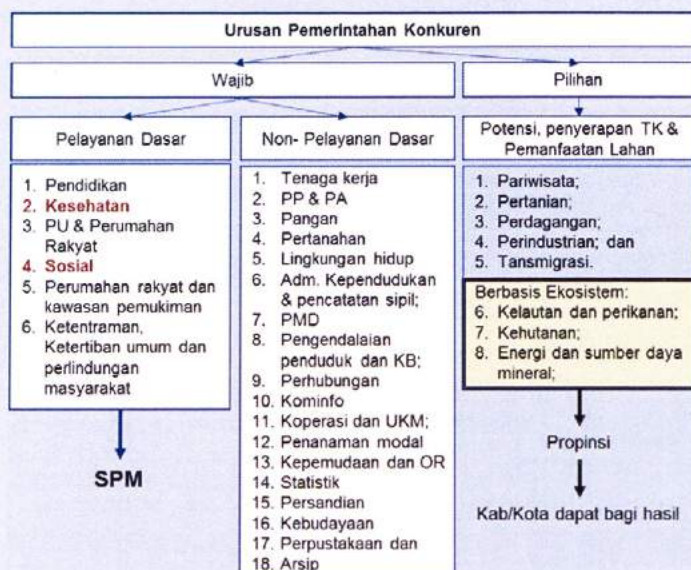 Urusan Pemerintahan Konkuren
Wajib
Pilihan
Pelayanan Dasar
Non- Pelayanan Dasar
Potensi, penyerapan TK &
Pemanfaatan Lahan
1. Pendidikan
2. Kesehatan
3. PU & Perumahan
Rakyat
4. Sosial
5. Perumahan rakyat dan
kawasan pemukiman
6. Ketentraman,
Ketertiban umum dan
perlindungan
masyarakat
SPM
1. Tenaga kerja
2. PP & PA
3. Pangan
4. Pertanahan
5. Lingkungan hidup
6. Adm. Kependudukan
& pencatatan sipil;
7. PMD
8. Pengendalaian
penduduk dan KB;
9. Perhubungan
10. Kominfo
11. Koperasi dan UKM;
12. Penanaman modal
13. Kepemudaan dan OR
14. Statistik
15. Persandian
16. Kebudayaan
17. Perpustakaan dan
18. Arsip
1. Pariwisata;
2. Pertanian;
3. Perdagangan;
4. Perindustrian; dan
5. Tansmigrasi.
Berbasis Ekosistem:
6. Kelautan dan perikanan;
7. Kehutanan;
8. Energi dan sumber daya
mineral;
Propinsi
Kab/Kota dapat bagi hasil